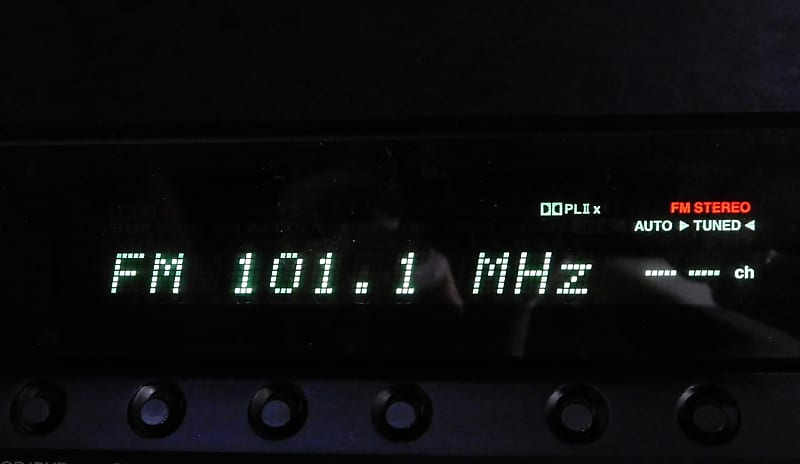 PLⅡx
FM STEREO
AUTO ▶ TUNED ◀
FM 101.1 MHz
-- -- ch